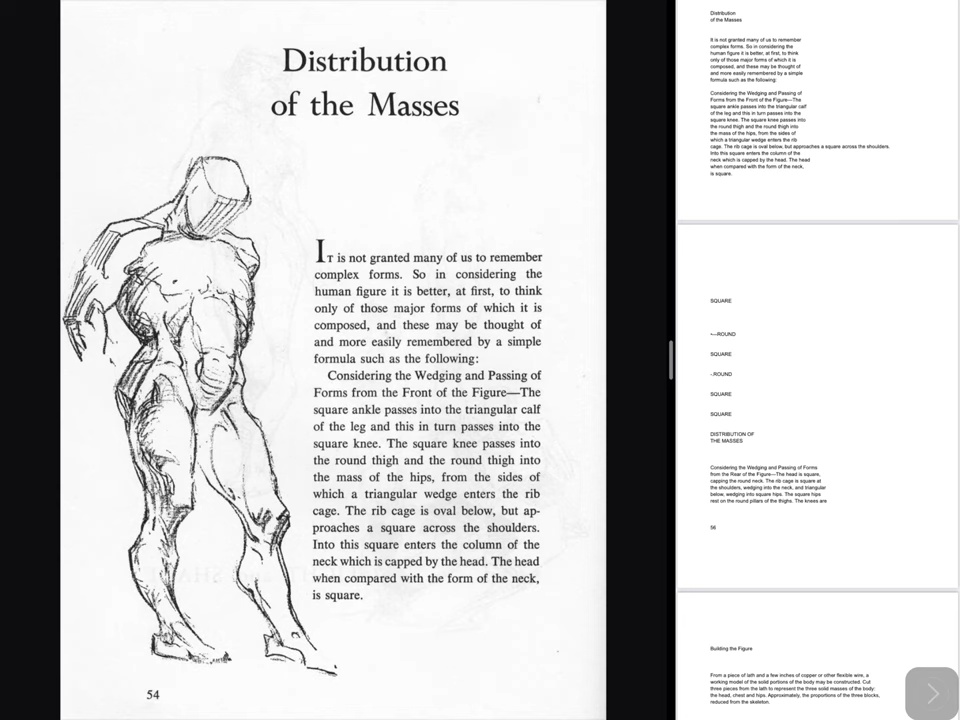 Distribution
of the Masses
It is not granted many of us to remember
complex forms. So in considering the
human figure it is better, at first, to think
only of those major forms of which it is
composed, and these may be thought of
and more easily remembered by a simple
formula such as the following:
Considering the Wedging and Passing of
Forms from the Front of the Figure—The
square ankle passes into the triangular calf
of the leg and this in turn passes into the
square knee. The square knee passes into
the round thigh and the round thigh into
the mass of the hips, from the sides of
which a triangular wedge enters the rib
cage. The rib cage is oval below, but ap-
proaches a square across the shoulders.
Into this square enters the column of the
neck which is capped by the head. The head
when compared with the form of the neck,
is square.
54
Distribution
of the Masses
It is not granted many of us to remember
complex forms. So in considering the
human figure it is better, at first, to think
only of those major forms of which it is
composed, and these may be thought of
and more easily remembered by a simple
formula such as the following:
Considering the Wedging and Passing of
Forms from the Front of the Figure—The
square ankle passes into the triangular calf
of the leg and this in turn passes into the
square knee. The square knee passes into
the round thigh and the round thigh into
the mass of the hips, from the sides of
which a triangular wedge enters the rib
cage. The rib cage is oval below, but approaches a square across the shoulders.
Into this square enters the column of the
neck which is capped by the head. The head
when compared with the form of the neck,
is square.
SQUARE
•—ROUND
SQUARE
-.ROUND
SQUARE
SQUARE
DISTRIBUTION OF
THE MASSES
Considering the Wedging and Passing of Forms
from the Rear of the Figure—The head is square,
capping the round neck. The rib cage is square at
the shoulders, wedging into the neck, and triangular
below, wedging into square hips. The square hips
rest on the round pillars of the thighs. The knees are
56
Building the Figure
From a piece of lath and a few inches of copper or other flexible wire, a
working model of the solid portions of the body may be constructed. Cut
three pieces from the lath to represent the three solid masses of the body:
the head, chest and hips. Approximately, the proportions of the three blocks,
reduced from the skeleton.